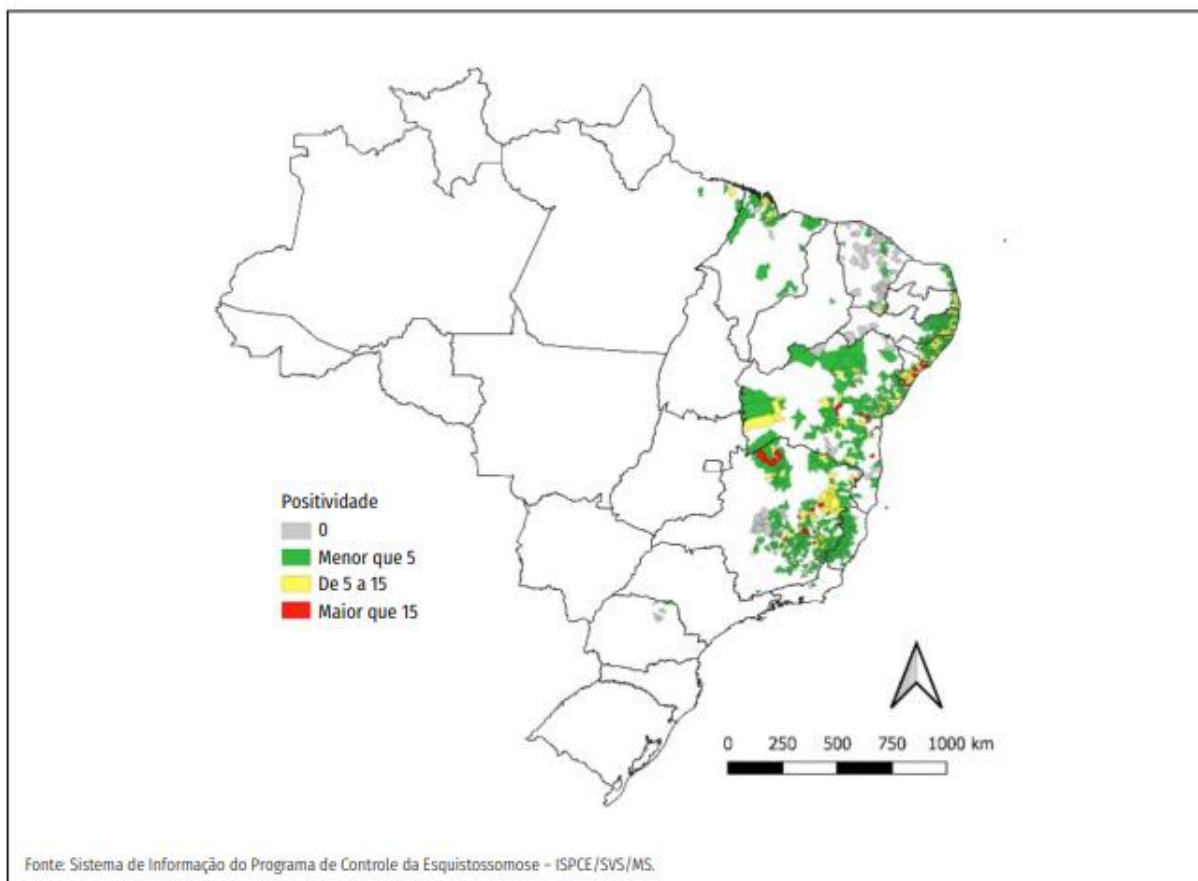 Positividade
0
Menor que 5
De 5 a 15
Maior que 15
0 250 500 750 1000 km
Fonte: Sistema de Informação do Programa de Controle da Esquistossomose – ISPCE/SVS/MS.